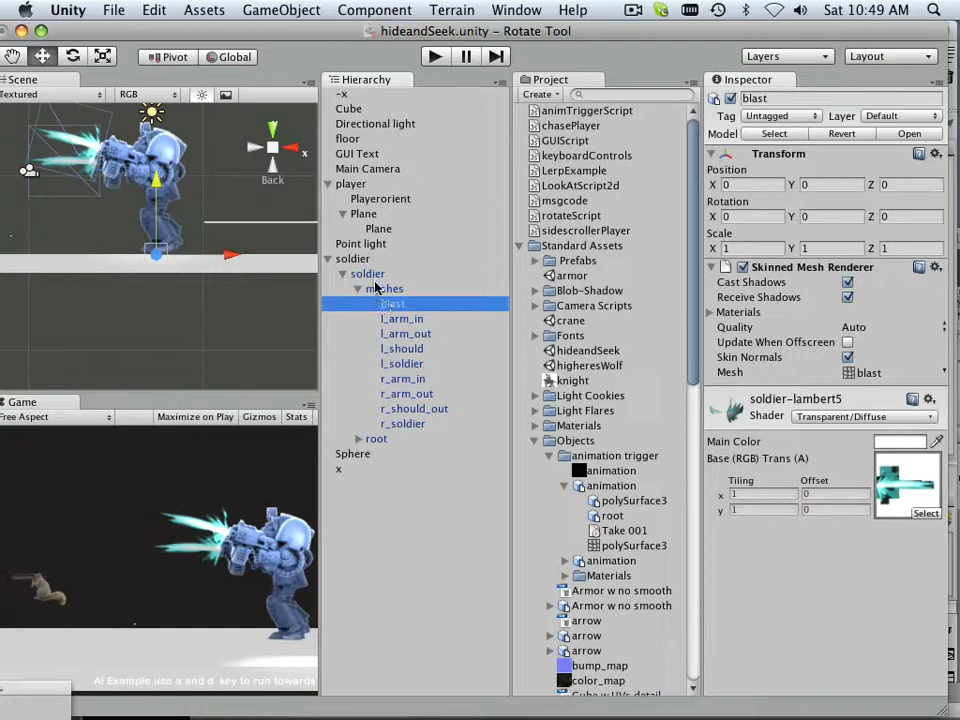 Unity File Edit Assets GameObject Component Terrain Window Help Sat 10:49 AM
hideandSeek.unity - Rotate Tool
Pivot Global Layers Layout
Scene
Textured RGB
x
Back
Game
Free Aspect Maximize on Play Gizmos Stats
AI Example use a and d key to run towards
Hierarchy
-x
Cube
Directional light
floor
GUI Text
Main Camera
player
Playerorient
Plane
Plane
Point light
soldier
soldier
meshes
blast
l_arm_in
l_arm_out
l_should
l_soldier
r_arm_in
r_arm_out
r_should_out
r_soldier
root
Sphere
x
Project
Create
animTriggerScript
chasePlayer
GUIScript
keyboardControls
LerpExample
LookAtScript2d
msgcode
rotateScript
sidescrollerPlayer
Standard Assets
Prefabs
armor
Blob-Shadow
Camera Scripts
crane
Fonts
hideandSeek
higheresWolf
knight
Light Cookies
Light Flares
Materials
Objects
animation trigger
animation
animation
polySurface3
root
Take 001
polySurface3
animation
Materials
Armor w no smooth
Armor w no smooth
arrow
arrow
arrow
bump_map
color_map
Cube w UVs detail
Inspector
blast
Tag Untagged Layer Default
Model Select Revert Open
Transform
Position
X 0 Y 0 Z 0
Rotation
X 0 Y 0 Z 0
Scale
X 1 Y 1 Z 1
Skinned Mesh Renderer
Cast Shadows
Receive Shadows
Materials
Quality Auto
Update When Offscreen
Skin Normals
Mesh blast
soldier-lambert5
Shader Transparent/Diffuse
Main Color
Base (RGB) Trans (A)
Tiling Offset
x 1 0
y 1 0
Select